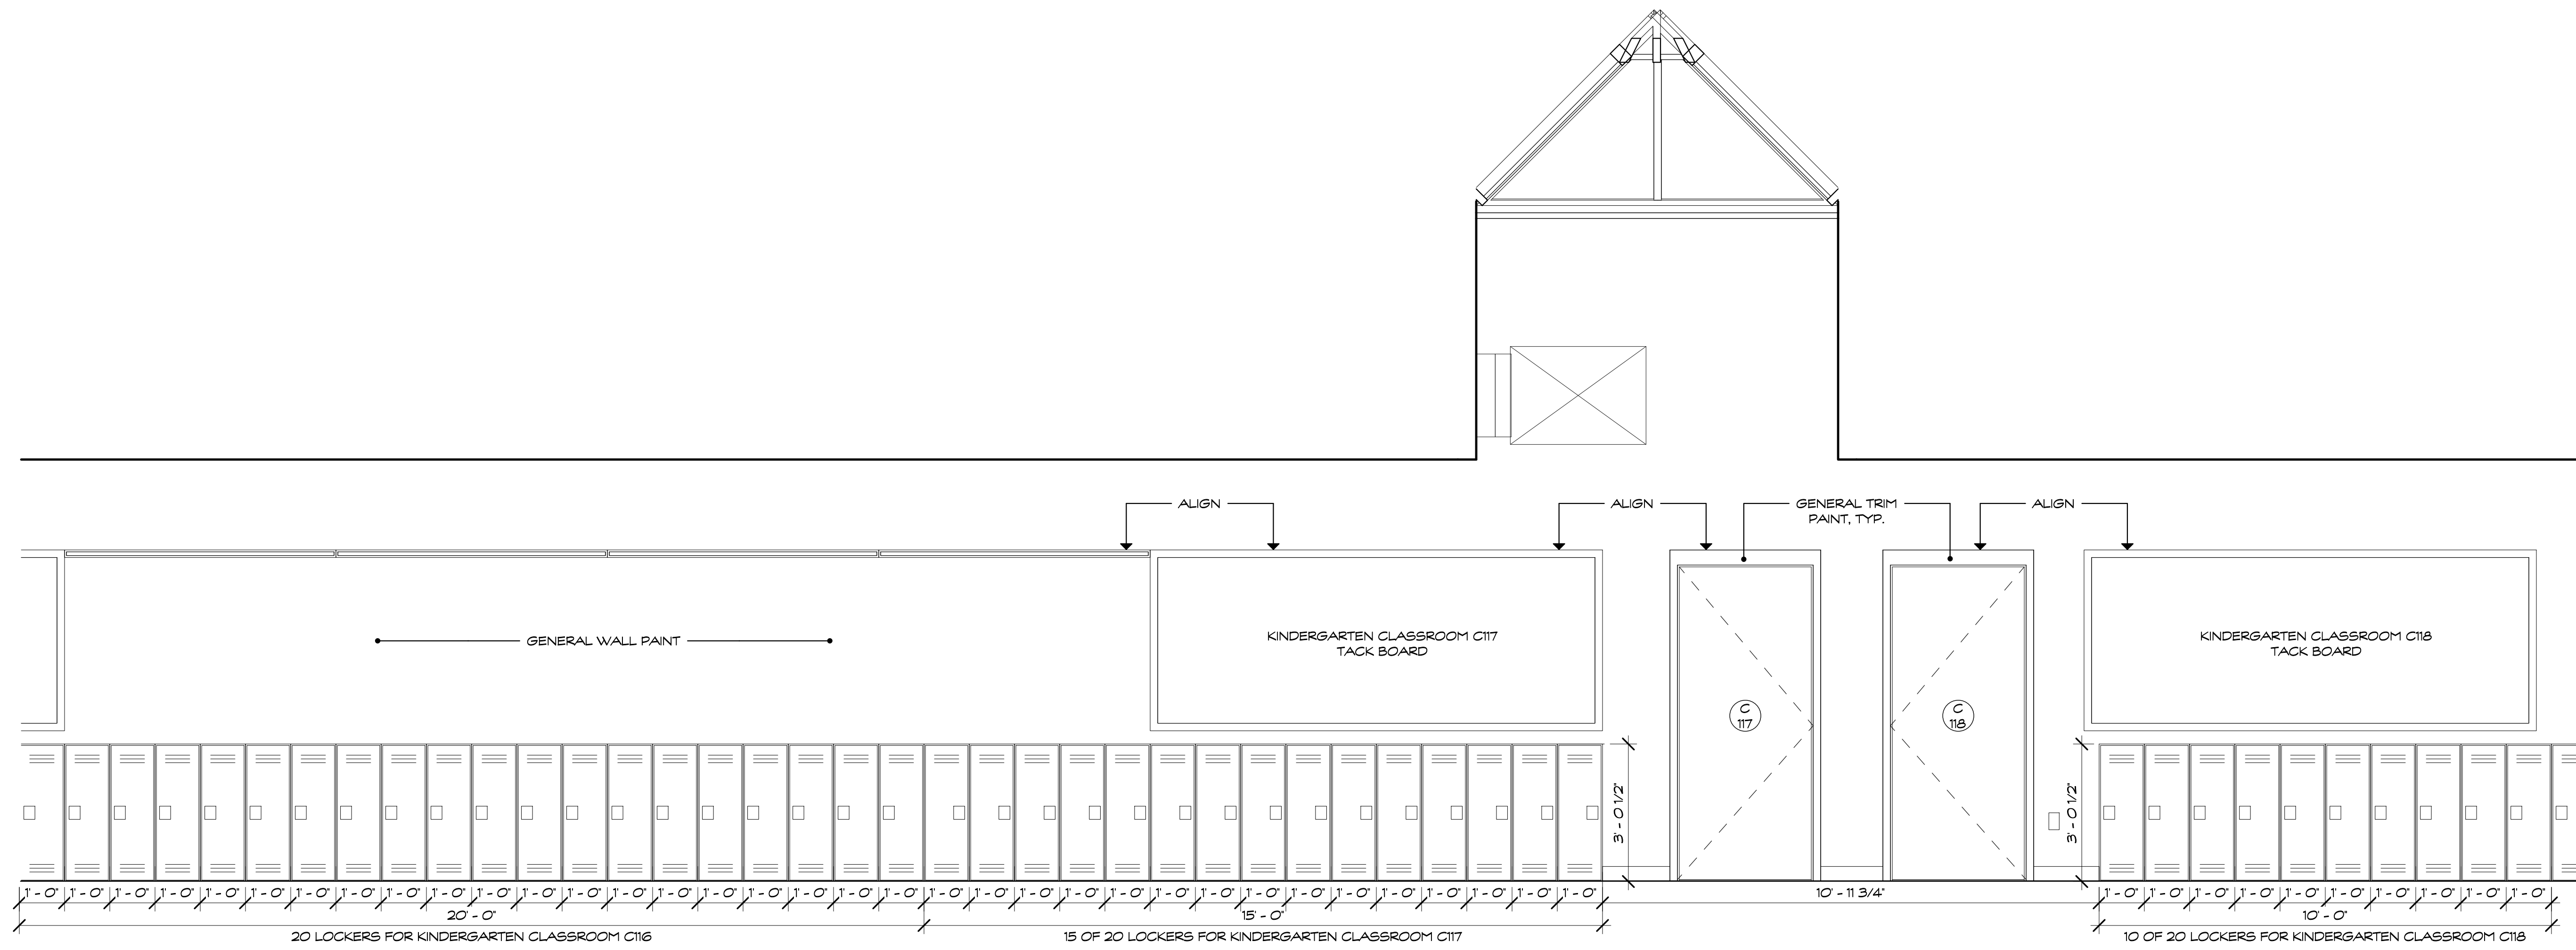 ALIGN
ALIGN
GENERAL TRIM
PAINT, TYP.
ALIGN
GENERAL WALL PAINT
KINDERGARTEN CLASSROOM C117
TACK BOARD
KINDERGARTEN CLASSROOM C118
TACK BOARD
C
117
C
118
3' - 0 1/2"
3' - 0 1/2"
1' - 0" 1' - 0" 1' - 0" 1' - 0" 1' - 0" 1' - 0" 1' - 0" 1' - 0" 1' - 0" 1' - 0" 1' - 0" 1' - 0" 1' - 0" 1' - 0" 1' - 0" 1' - 0" 1' - 0" 1' - 0" 1' - 0" 1' - 0" 1' - 0" 1' - 0" 1' - 0" 1' - 0" 1' - 0" 1' - 0" 1' - 0" 1' - 0" 1' - 0" 1' - 0" 1' - 0" 1' - 0" 1' - 0" 1' - 0" 1' - 0" 10' - 11 3/4" 1' - 0" 1' - 0" 1' - 0" 1' - 0" 1' - 0" 1' - 0" 1' - 0" 1' - 0" 1' - 0" 1' - 0"
20' - 0" 15' - 0" 10' - 0"
20 LOCKERS FOR KINDERGARTEN CLASSROOM C116
15 OF 20 LOCKERS FOR KINDERGARTEN CLASSROOM C117
10 OF 20 LOCKERS FOR KINDERGARTEN CLASSROOM C118